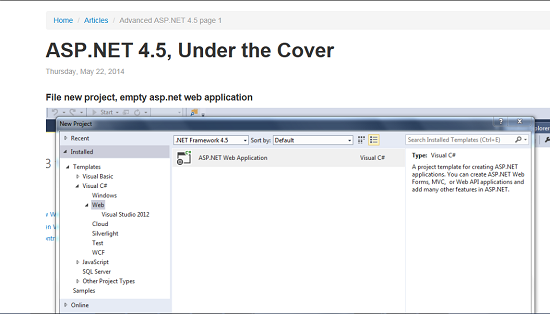 Home / Articles / Advanced ASP.NET 4.5 page 1
ASP.NET 4.5, Under the Cover
Thursday, May 22, 2014
File new project, empty asp.net web application
Start
New Project
? x
Recent
.NET Framework 4.5 Sort by: Default
Search Installed Templates (Ctrl+E)
Installed
ASP.NET Web Application Visual C#
Type: Visual C#
A project template for creating ASP.NET
applications. You can create ASP.NET Web
Forms, MVC, or Web API applications and
add many other features in ASP.NET.
Templates
Visual Basic
Visual C#
Windows
Web
Visual Studio 2012
Cloud
Silverlight
Test
WCF
JavaScript
SQL Server
Other Project Types
Samples
Online